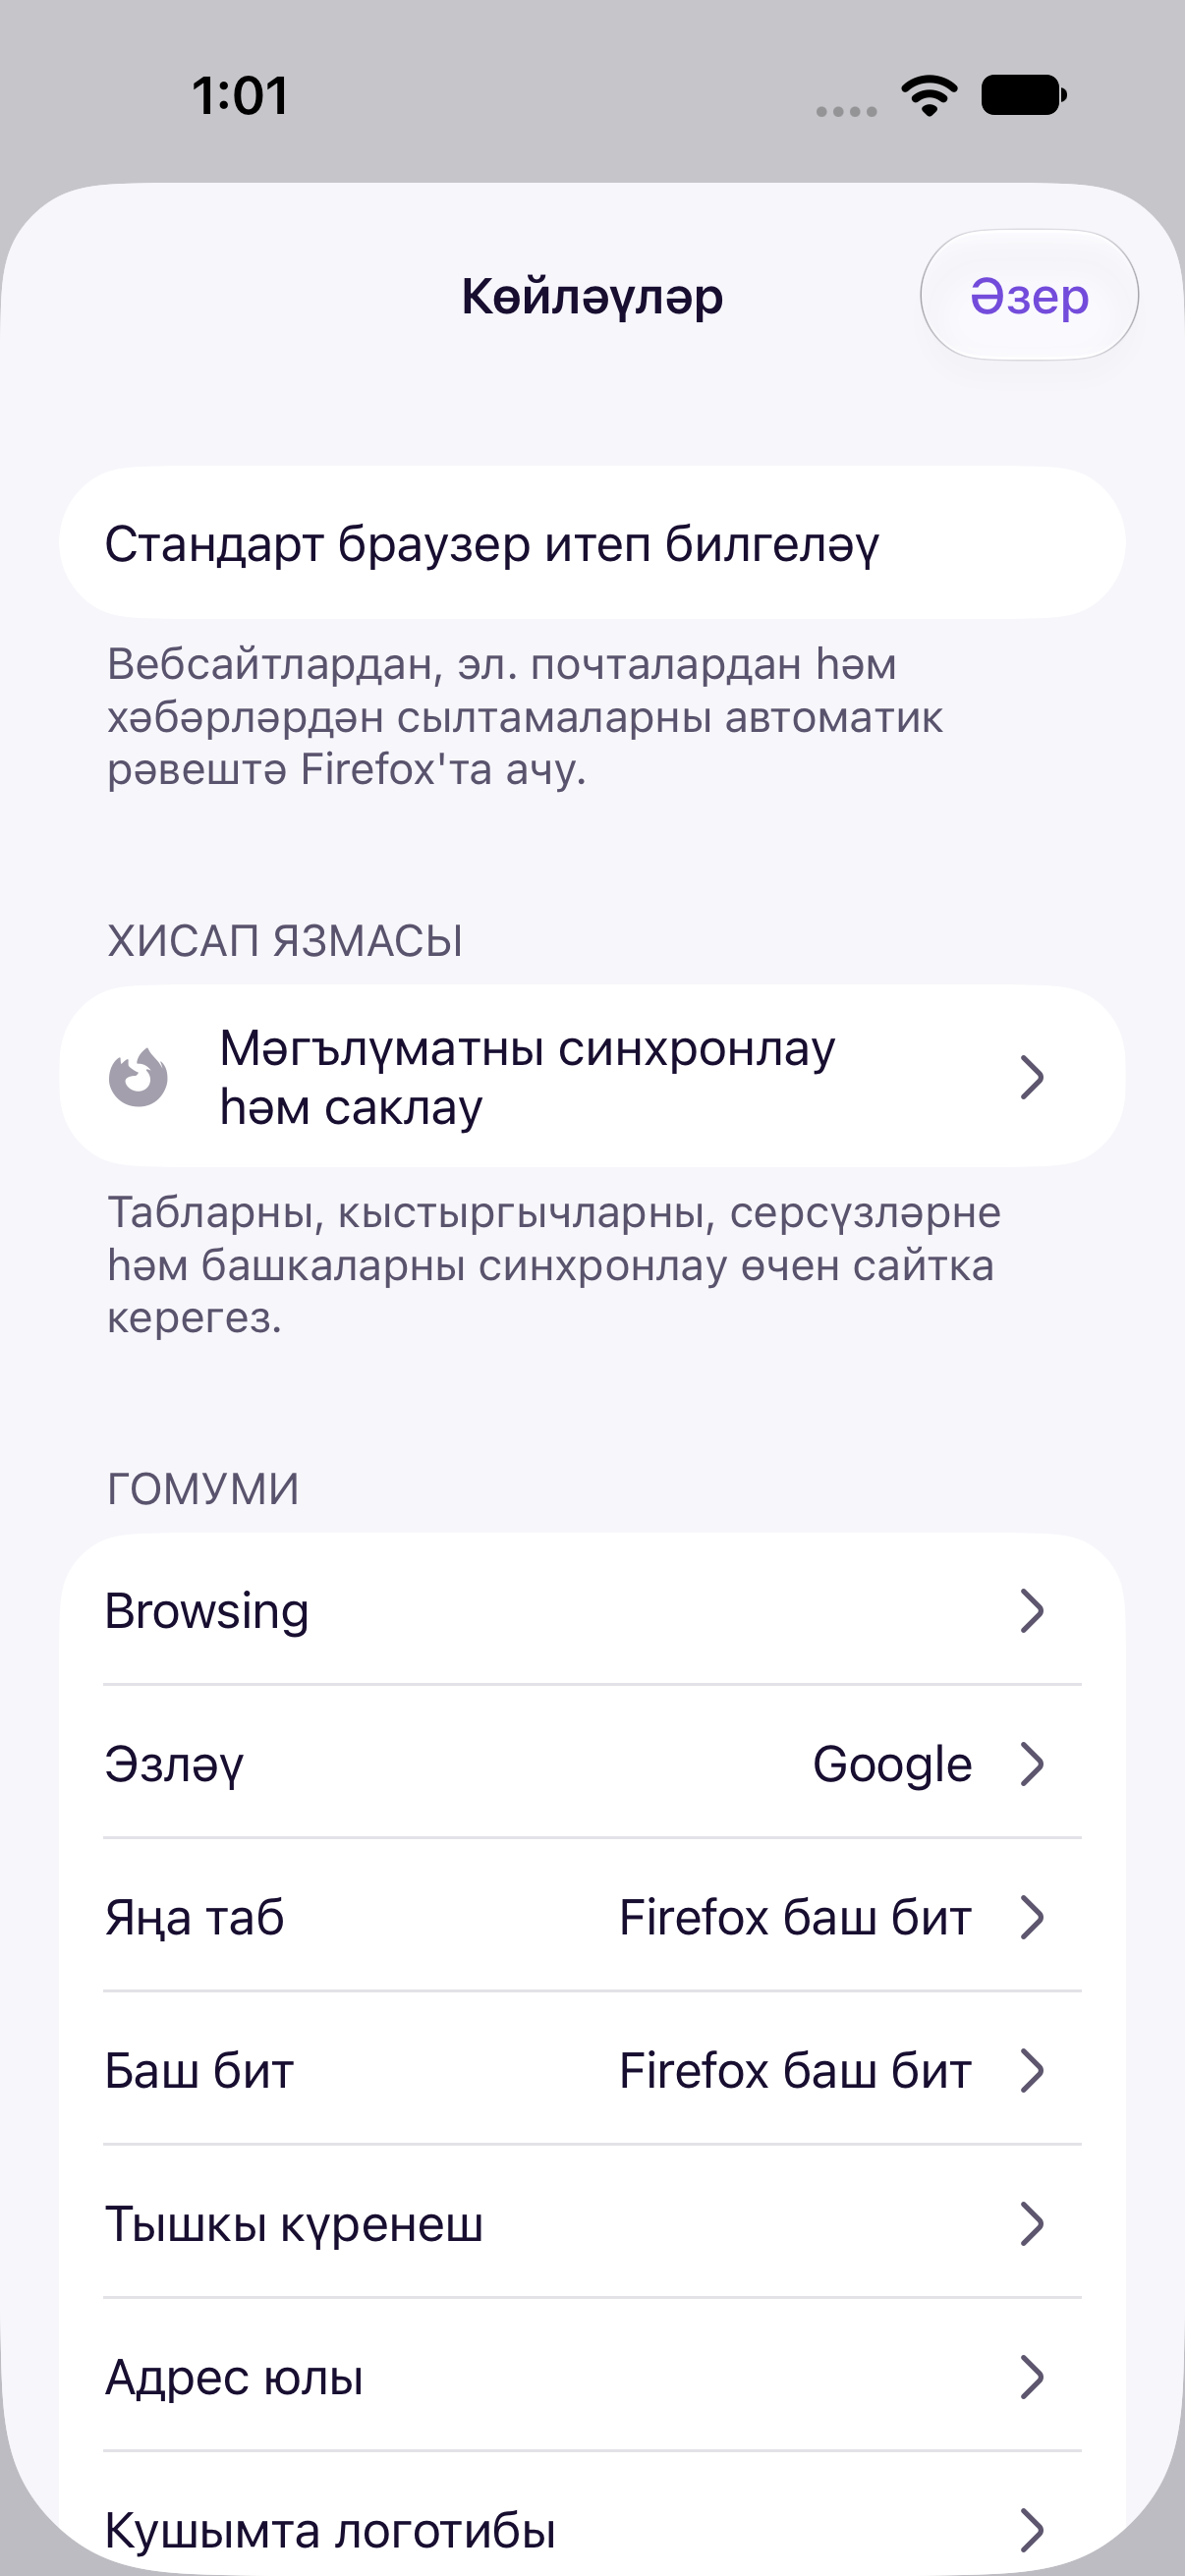 1:01
Көйләүләр
Әзер
Стандарт браузер итеп билгеләү
Вебсайтлардан, эл. почталардан һәм
хәбәрләрдән сылтамаларны автоматик
рәвештә Firefox'та ачу.
ХИСАП ЯЗМАСЫ
Мәгълүматны синхронлау
һәм саклау
Табларны, кыстыргычларны, серсүзләрне
һәм башкаларны синхронлау өчен сайтка
керегез.
ГОМУМИ
Browsing
Эзләү Google
Яңа таб Firefox баш бит
Баш бит Firefox баш бит
Тышкы күренеш
Адрес юлы
Кушымта логотибы